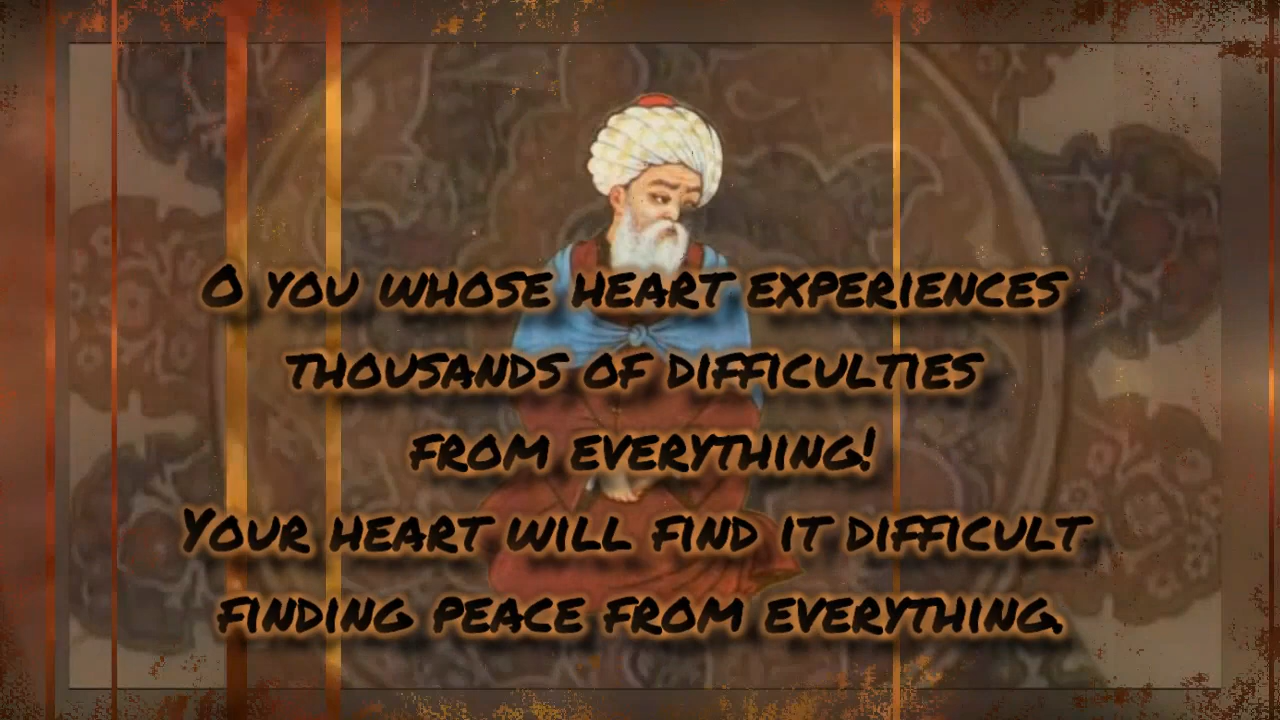 O you whose heart experiences
thousands of difficulties
from everything!
Your heart will find it difficult
finding peace from everything.